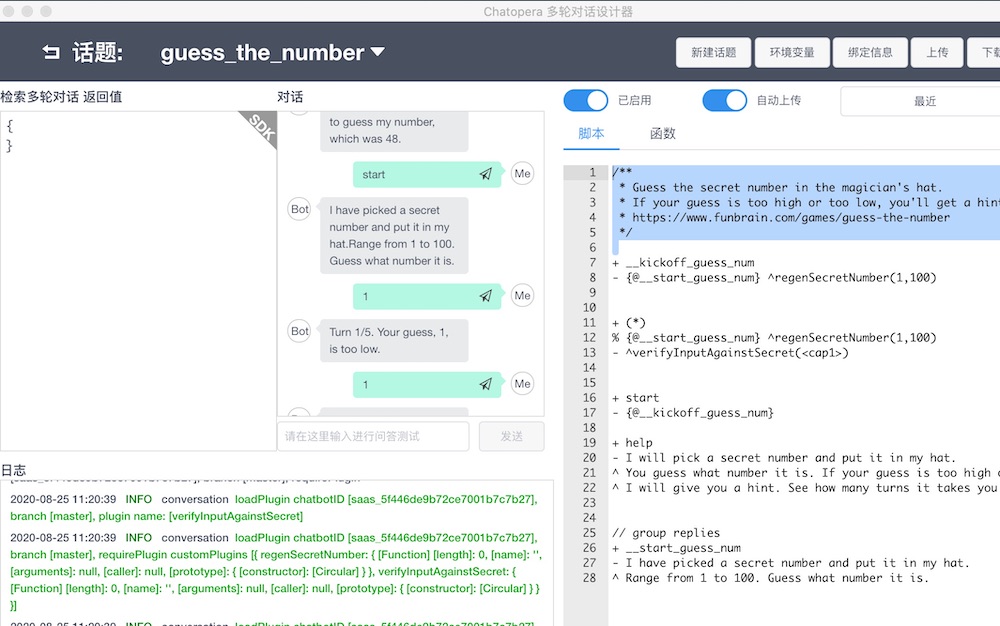 Chatopera 多轮对话设计器
话题: guess_the_number
新建话题 环境变量 绑定信息 上传 下载
检索多轮对话 返回值
{
}
SDK
对话
to guess my number,
which was 48.
start
Me
Bot
I have picked a secret
number and put it in my
hat.Range from 1 to 100.
Guess what number it is.
1
Me
Bot
Turn 1/5. Your guess, 1,
is too low.
1
Me
请在这里输入进行问答测试
发送
已启用 自动上传 最近
脚本 函数
1 /**
2 * Guess the secret number in the magician's hat.
3 * If your guess is too high or too low, you'll get a hin
4 * https://www.funbrain.com/games/guess-the-number
5 */
6
7 + __kickoff_guess_num
8 - {@__start_guess_num} ^regenSecretNumber(1,100)
9
10
11 + (*)
12 % {@__start_guess_num} ^regenSecretNumber(1,100)
13 - ^verifyInputAgainstSecret(<cap1>)
14
15
16 + start
17 - {@__kickoff_guess_num}
18
19 + help
20 - I will pick a secret number and put it in my hat.
21 ^ You guess what number it is. If your guess is too high
22 ^ I will give you a hint. See how many turns it takes you
23
24
25 // group replies
26 + __start_guess_num
27 - I have picked a secret number and put it in my hat.
28 ^ Range from 1 to 100. Guess what number it is.
日志
2020-08-25 11:20:39 INFO conversation loadPlugin chatbotID [saas_5f446de9b72ce7001b7c7b27],
branch [master], plugin name: [verifyInputAgainstSecret]
2020-08-25 11:20:39 INFO conversation loadPlugin chatbotID [saas_5f446de9b72ce7001b7c7b27],
branch [master], requirePlugin customPlugins [{ regenSecretNumber: { [Function] [length]: 0, [name]: '',
[arguments]: null, [caller]: null, [prototype]: { [constructor]: [Circular] } }, verifyInputAgainstSecret: {
[Function] [length]: 0, [name]: '', [arguments]: null, [caller]: null, [prototype]: { [constructor]: [Circular] } }
}]
2020-08-25 11:20:39 INFO conversation loadPlugin chatbotID [saas_5f446de9b72ce7001b7c7b27],